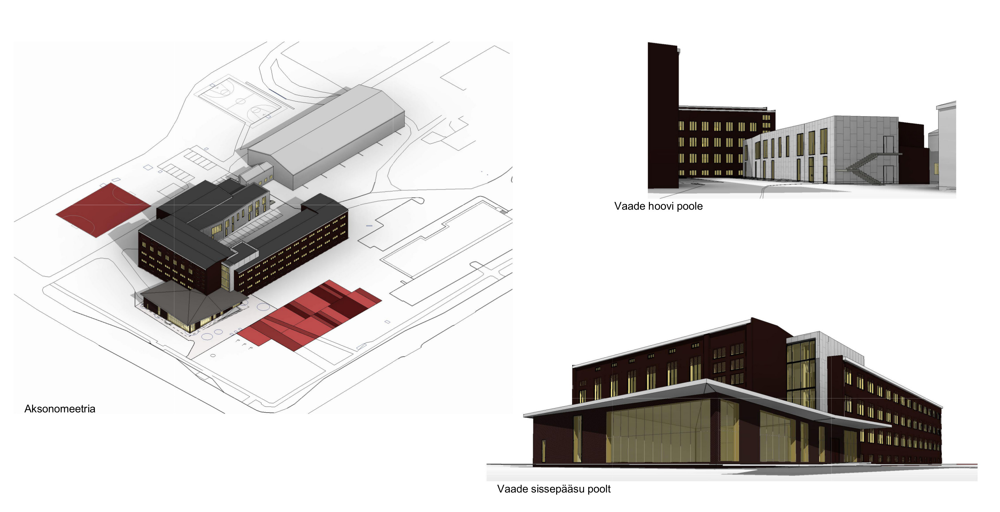 Vaade hoovi poole
Aksonomeetria
Vaade sissepääsu poolt